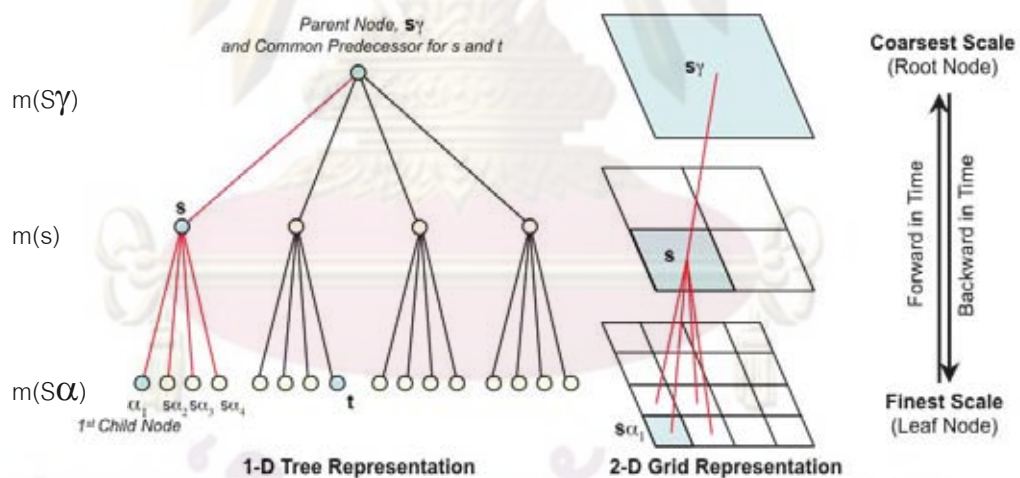 Parent Node, sγ
and Common Predecessor for s and t
m(Sγ)
m(s)
m(Sα)
s
α₁ sα₂ sα₃ sα₄
1st Child Node
t
1-D Tree Representation
sγ
s
sα₁
2-D Grid Representation
Coarsest Scale
(Root Node)
Forward in Time
Backward in Time
Finest Scale
(Leaf Node)